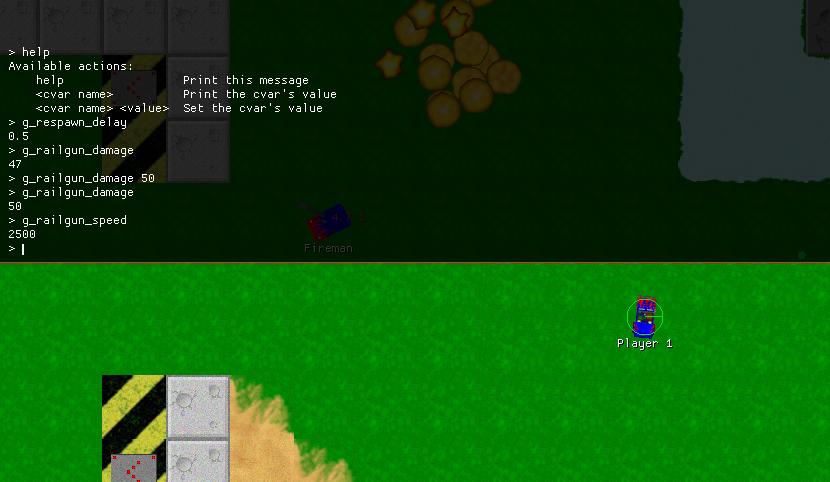 > help
Available actions:
    help                 Print this message
    <cvar name>          Print the cvar's value
    <cvar name> <value>  Set the cvar's value
> g_respawn_delay
0.5
> g_railgun_damage
47
> g_railgun_damage 50
> g_railgun_damage
50
> g_railgun_speed
2500
>
Fireman
Player 1